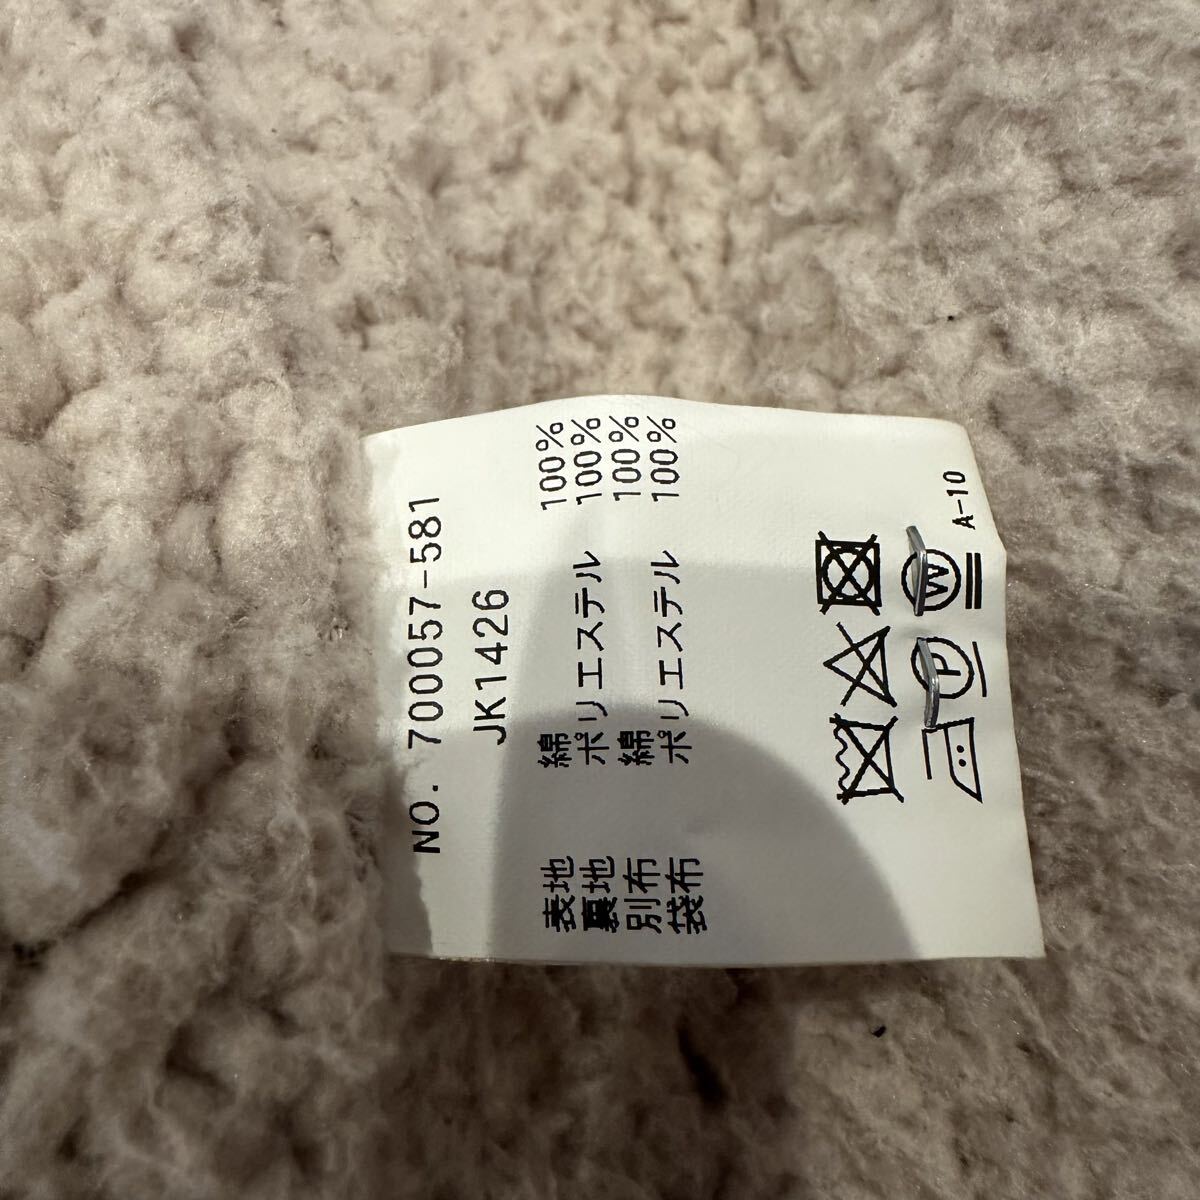 NO. 70057-581
JK1426
表地 綿 100%
裏地 ポリエステル 100%
別布 綿 100%
袋布 ポリエステル 100%
P W
A-10